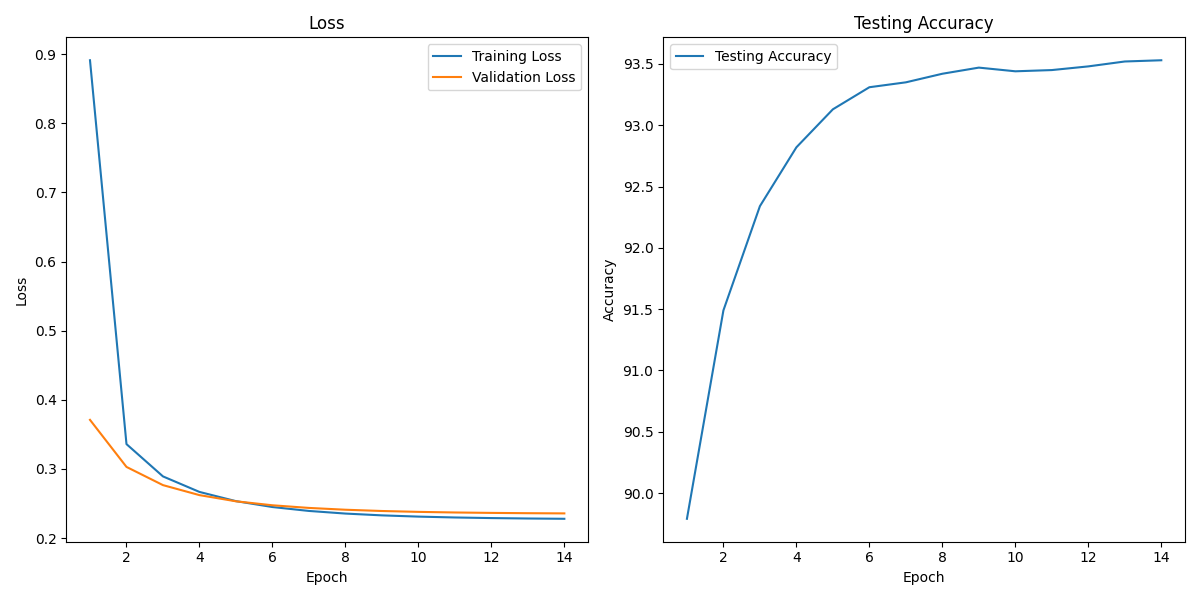 Loss
Training Loss
Validation Loss
0.9
0.8
0.7
0.6
0.5
0.4
0.3
0.2
Loss
2 4 6 8 10 12 14
Epoch
Testing Accuracy
Testing Accuracy
93.5
93.0
92.5
92.0
91.5
91.0
90.5
90.0
Accuracy
2 4 6 8 10 12 14
Epoch